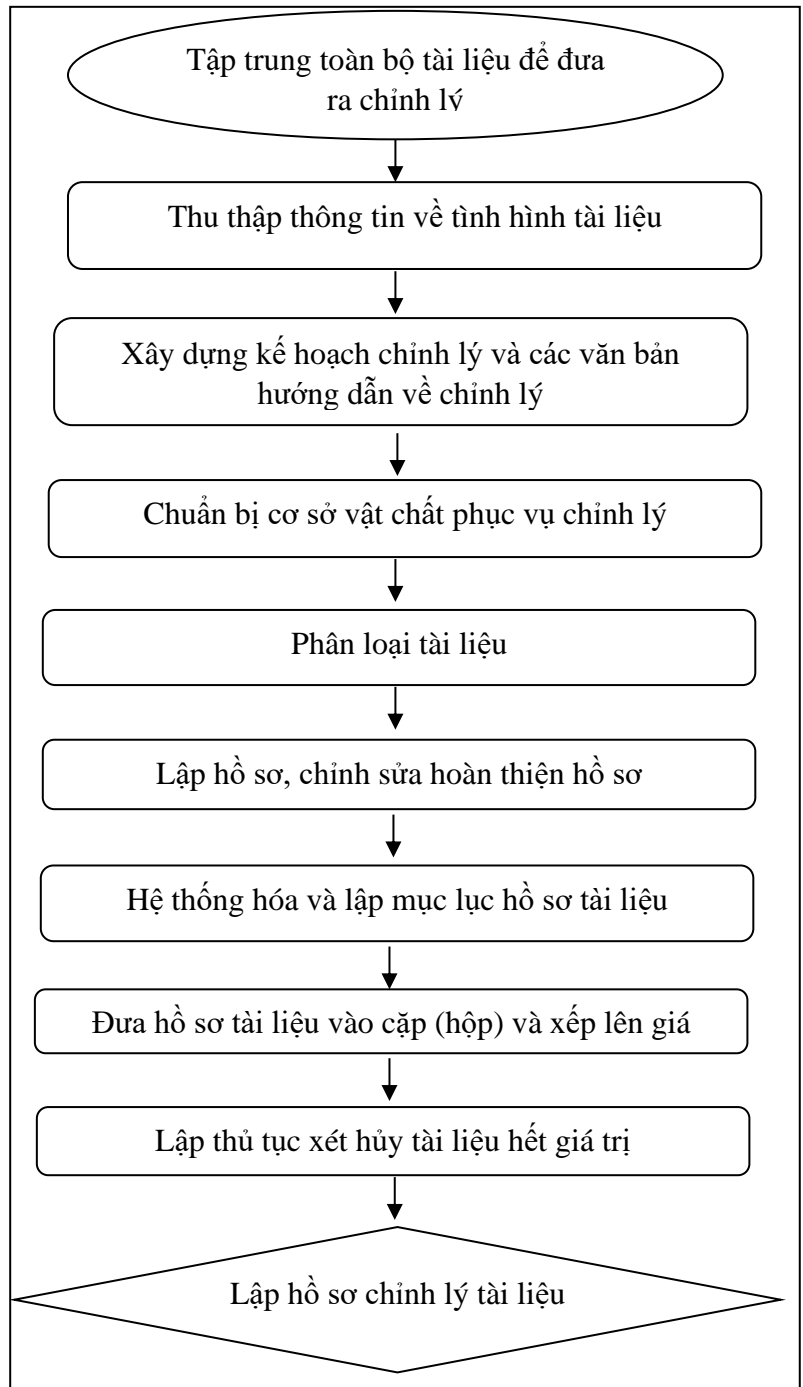 Tập trung toàn bộ tài liệu để đưa
ra chỉnh lý
Thu thập thông tin về tình hình tài liệu
Xây dựng kế hoạch chỉnh lý và các văn bản
hướng dẫn về chỉnh lý
Chuẩn bị cơ sở vật chất phục vụ chỉnh lý
Phân loại tài liệu
Lập hồ sơ, chỉnh sửa hoàn thiện hồ sơ
Hệ thống hóa và lập mục lục hồ sơ tài liệu
Đưa hồ sơ tài liệu vào cặp (hộp) và xếp lên giá
Lập thủ tục xét hủy tài liệu hết giá trị
Lập hồ sơ chỉnh lý tài liệu